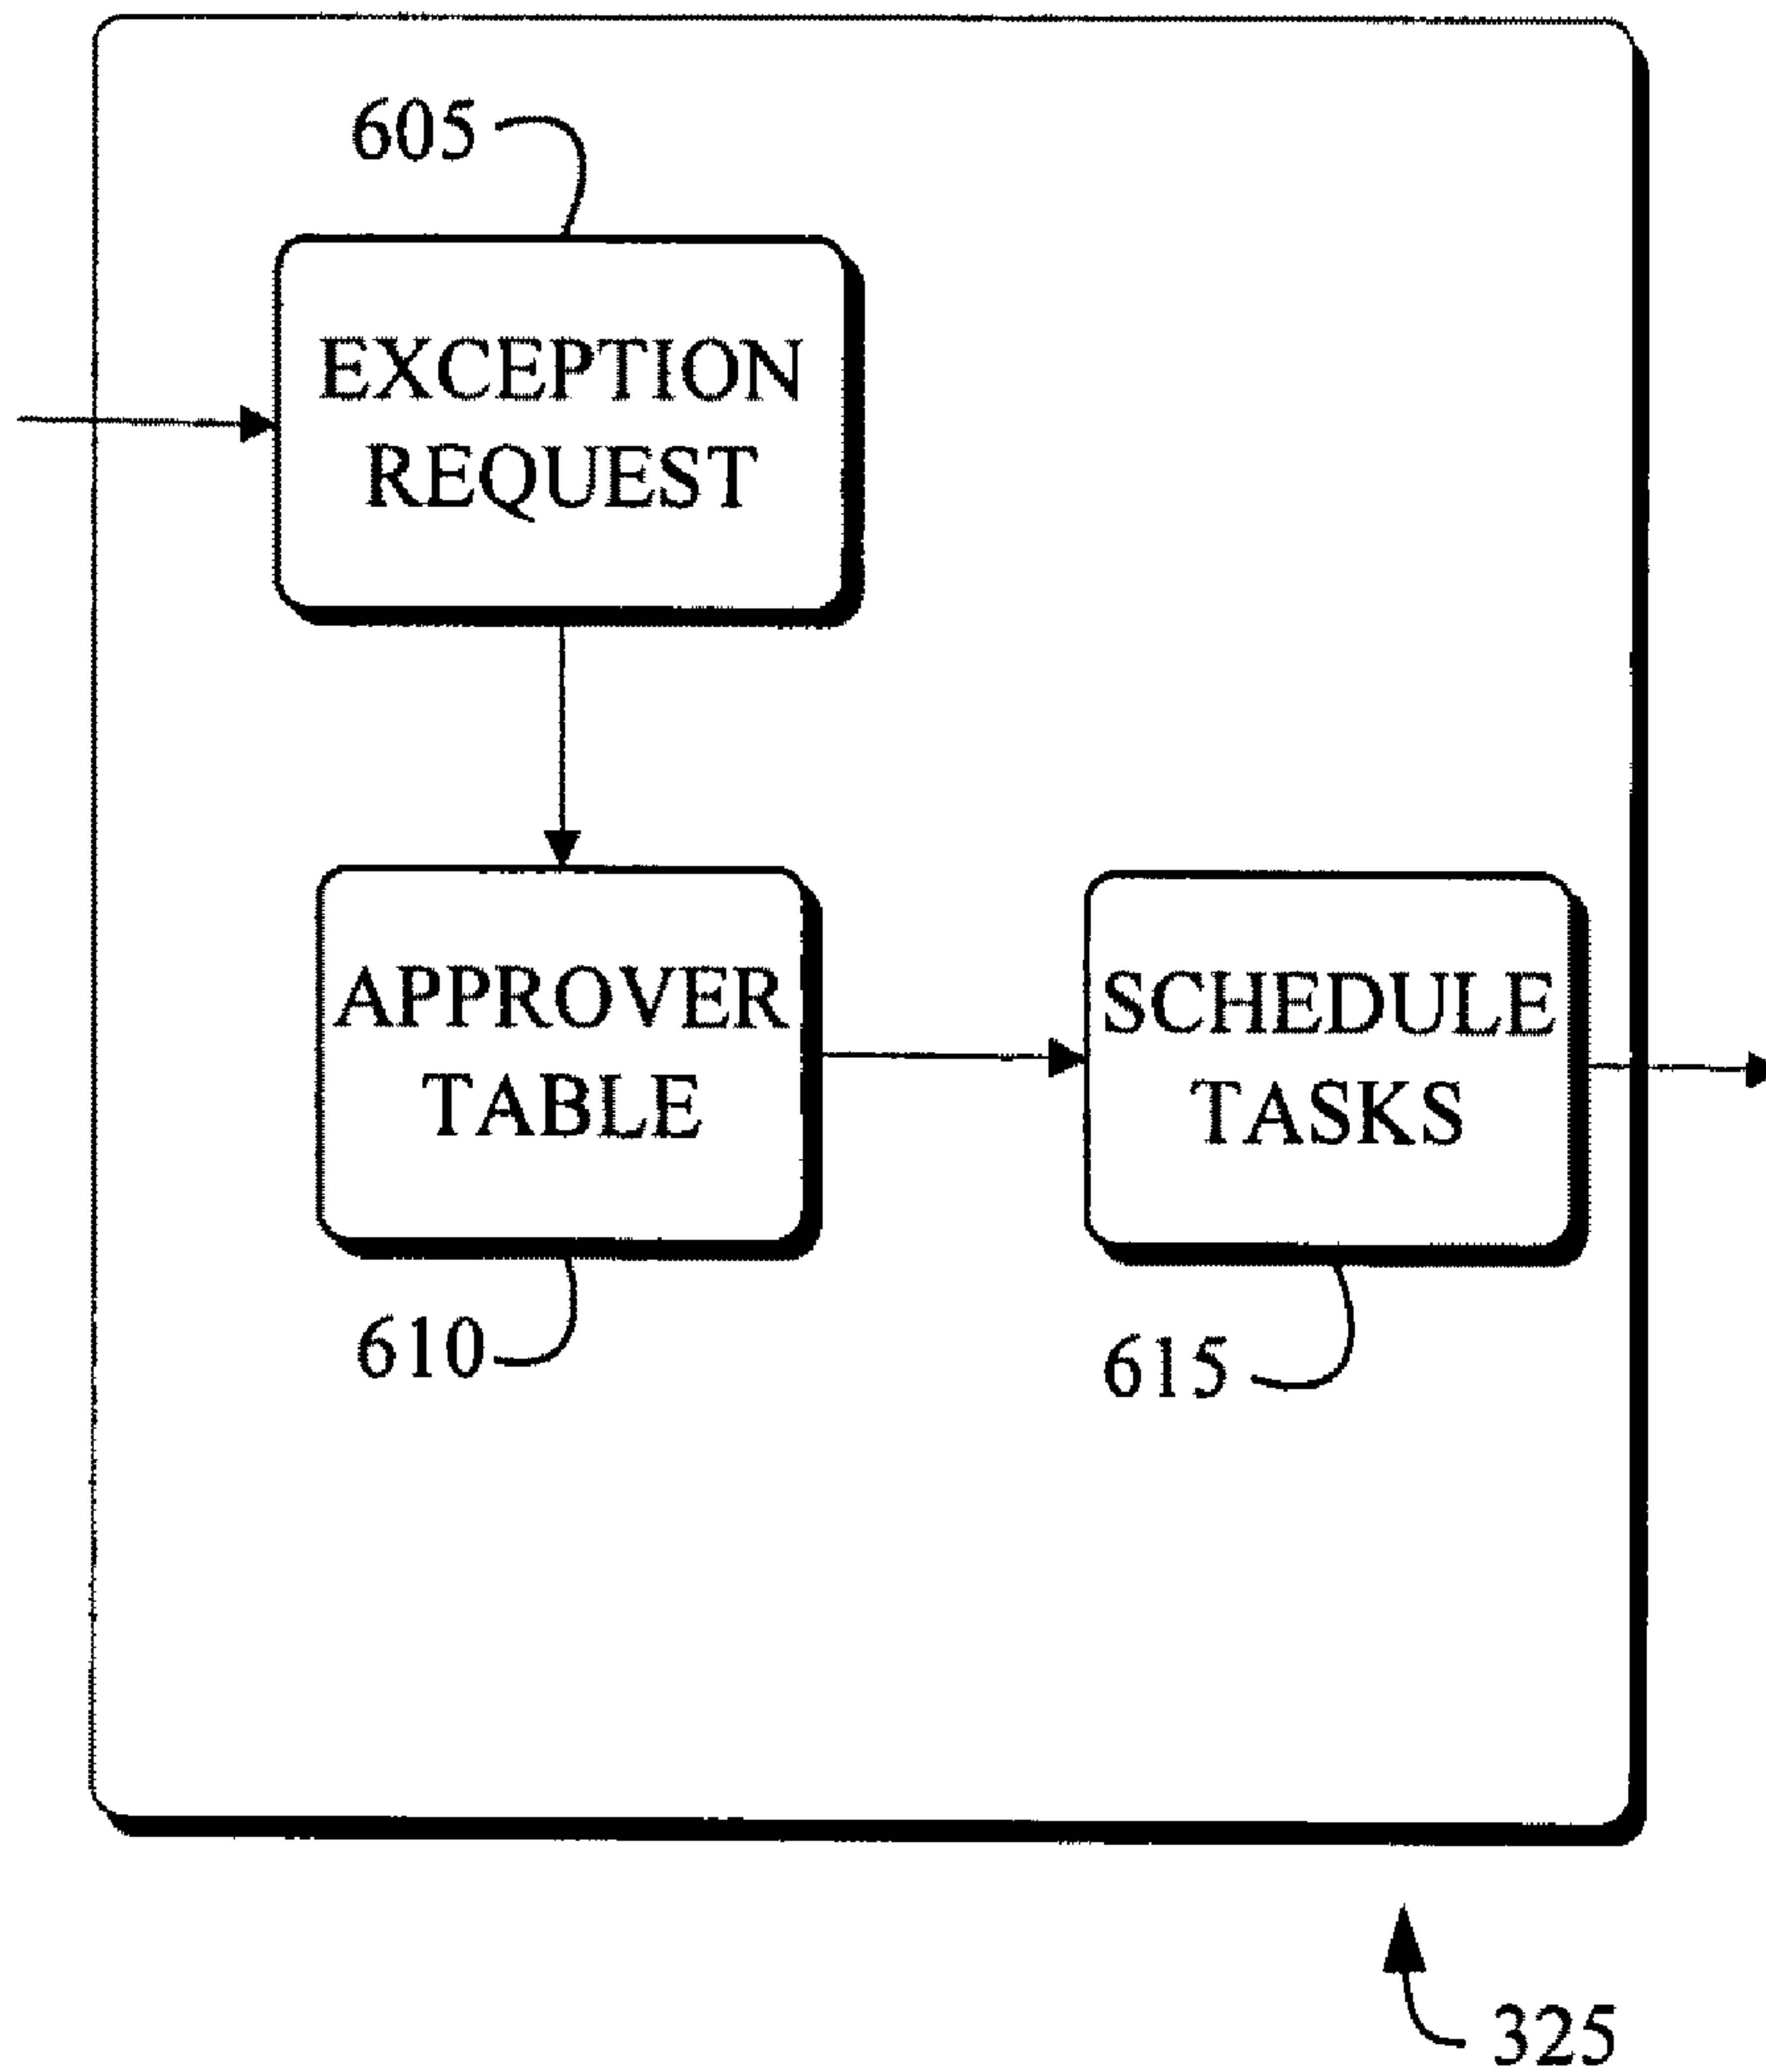 605
EXCEPTION
REQUEST
APPROVER
TABLE
SCHEDULE
TASKS
610
615
325